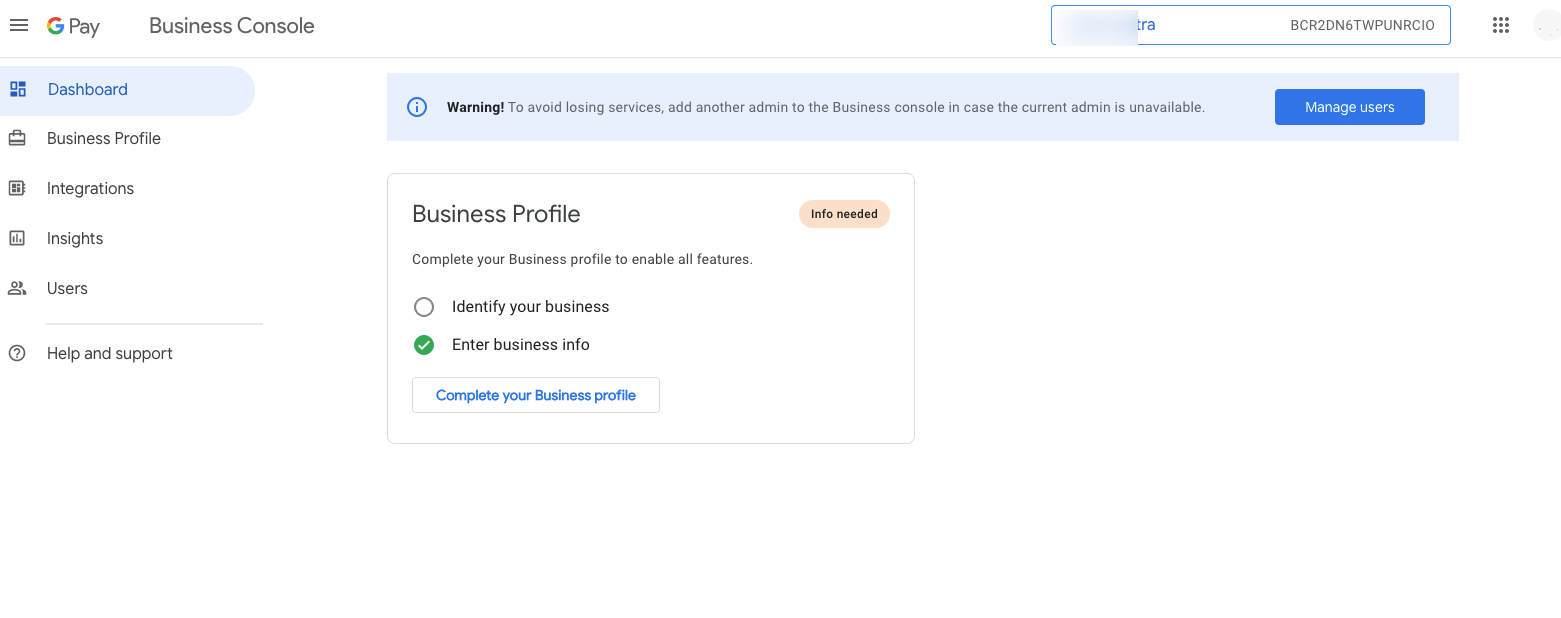 G Pay Business Console
tra BCR2DN6TWPUNRCIO
Dashboard
Business Profile
Integrations
Insights
Users
Help and support
Warning! To avoid losing services, add another admin to the Business console in case the current admin is unavailable.
Manage users
Business Profile
Info needed
Complete your Business profile to enable all features.
Identify your business
Enter business info
Complete your Business profile